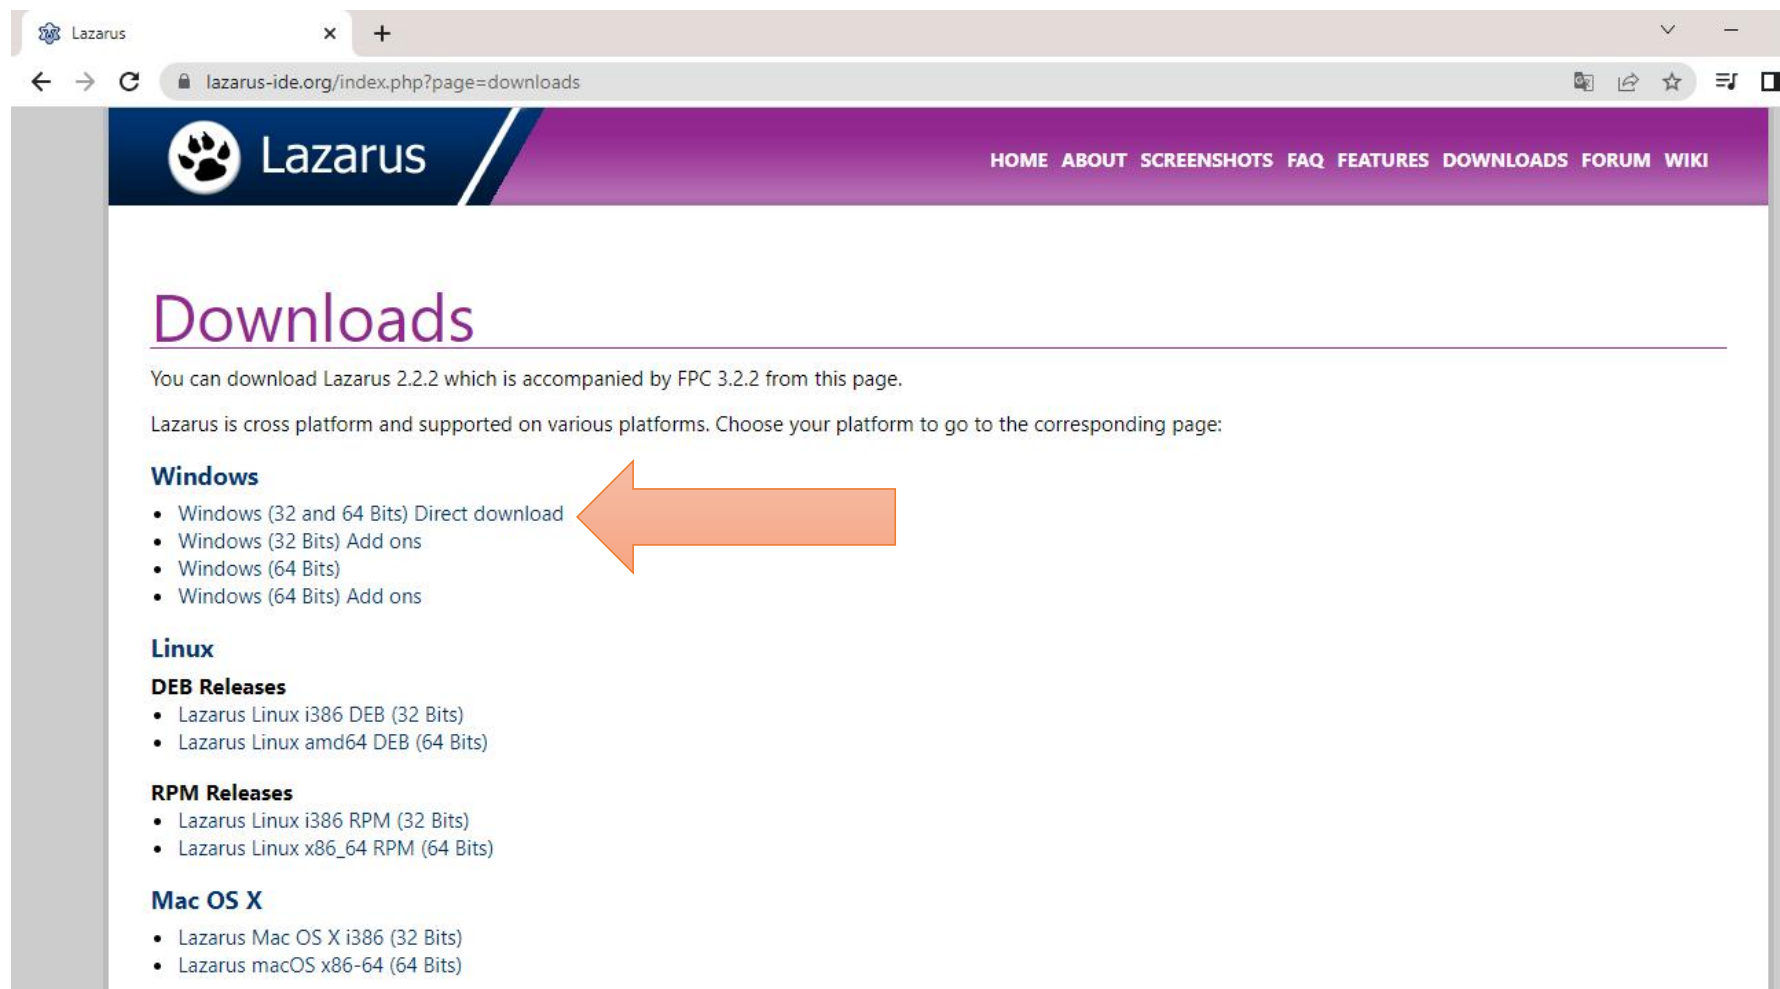 Lazarus
lazarus-ide.org/index.php?page=downloads
Lazarus
HOME ABOUT SCREENSHOTS FAQ FEATURES DOWNLOADS FORUM WIKI
Downloads
You can download Lazarus 2.2.2 which is accompanied by FPC 3.2.2 from this page.
Lazarus is cross platform and supported on various platforms. Choose your platform to go to the corresponding page:
Windows
• Windows (32 and 64 Bits) Direct download
• Windows (32 Bits) Add ons
• Windows (64 Bits)
• Windows (64 Bits) Add ons
Linux
DEB Releases
• Lazarus Linux i386 DEB (32 Bits)
• Lazarus Linux amd64 DEB (64 Bits)
RPM Releases
• Lazarus Linux i386 RPM (32 Bits)
• Lazarus Linux x86_64 RPM (64 Bits)
Mac OS X
• Lazarus Mac OS X i386 (32 Bits)
• Lazarus macOS x86-64 (64 Bits)